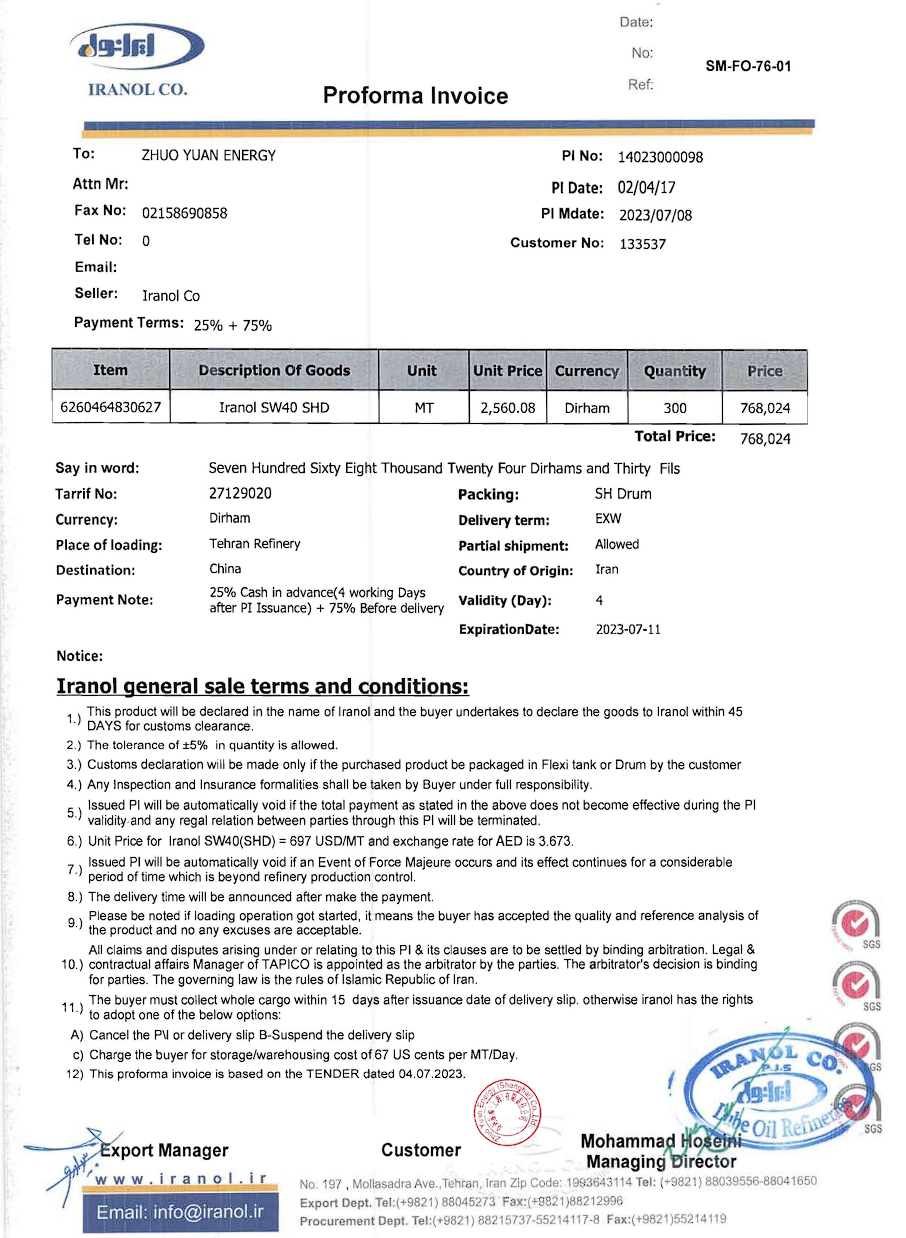 ایرانول
IRANOL CO.
Date:
No:
SM-FO-76-01
Ref:
Proforma Invoice
To: ZHUO YUAN ENERGY
PI No: 14023000098
Attn Mr:
PI Date: 02/04/17
Fax No: 02158690858
PI Mdate: 2023/07/08
Tel No: 0
Customer No: 133537
Email:
Seller: Iranol Co
Payment Terms: 25% + 75%
Item Description Of Goods Unit Unit Price Currency Quantity Price
6260464830627 Iranol SW40 SHD MT 2,560.08 Dirham 300 768,024
Total Price: 768,024
Say in word: Seven Hundred Sixty Eight Thousand Twenty Four Dirhams and Thirty Fils
Tarrif No: 27129020 Packing: SH Drum
Currency: Dirham Delivery term: EXW
Place of loading: Tehran Refinery Partial shipment: Allowed
Destination: China Country of Origin: Iran
Payment Note: 25% Cash in advance(4 working Days
after PI Issuance) + 75% Before delivery
Validity (Day): 4
ExpirationDate: 2023-07-11
Notice:
Iranol general sale terms and conditions:
1.) This product will be declared in the name of Iranol and the buyer undertakes to declare the goods to Iranol within 45
DAYS for customs clearance.
2.) The tolerance of ±5% in quantity is allowed.
3.) Customs declaration will be made only if the purchased product be packaged in Flexi tank or Drum by the customer
4.) Any Inspection and Insurance formalities shall be taken by Buyer under full responsibility.
5.) Issued PI will be automatically void if the total payment as stated in the above does not become effective during the PI
validity and any regal relation between parties through this PI will be terminated.
6.) Unit Price for Iranol SW40(SHD) = 697 USD/MT and exchange rate for AED is 3.673.
7.) Issued PI will be automatically void if an Event of Force Majeure occurs and its effect continues for a considerable
period of time which is beyond refinery production control.
8.) The delivery time will be announced after make the payment.
9.) Please be noted if loading operation got started, it means the buyer has accepted the quality and reference analysis of
the product and no any excuses are acceptable.
10.) All claims and disputes arising under or relating to this PI & its clauses are to be settled by binding arbitration. Legal &
contractual affairs Manager of TAPICO is appointed as the arbitrator by the parties. The arbitrator's decision is binding
for parties. The governing law is the rules of Islamic Republic of Iran.
11.) The buyer must collect whole cargo within 15 days after issuance date of delivery slip. otherwise iranol has the rights
to adopt one of the below options:
A) Cancel the PI or delivery slip B-Suspend the delivery slip
c) Charge the buyer for storage/warehousing cost of 67 US cents per MT/Day.
12) This proforma invoice is based on the TENDER dated 04.07.2023.
SGS
SGS
SGS
SGS
IRANOL CO.
P.J.S
ایرانول
Lube Oil Refineries
Zhuo Yuan Energy (Shanghai) Co.,Ltd
Export Manager
Customer
Mohammad Hoseini
Managing Director
www.iranol.ir
Email: info@iranol.ir
No. 197 , Mollasadra Ave.,Tehran, Iran Zip Code: 1993643114 Tel: (+9821) 88039556-88041650
Export Dept. Tel:(+9821) 88045273 Fax:(+9821)88212996
Procurement Dept. Tel:(+9821) 88215737-55214117-8 Fax:(+9821)55214119